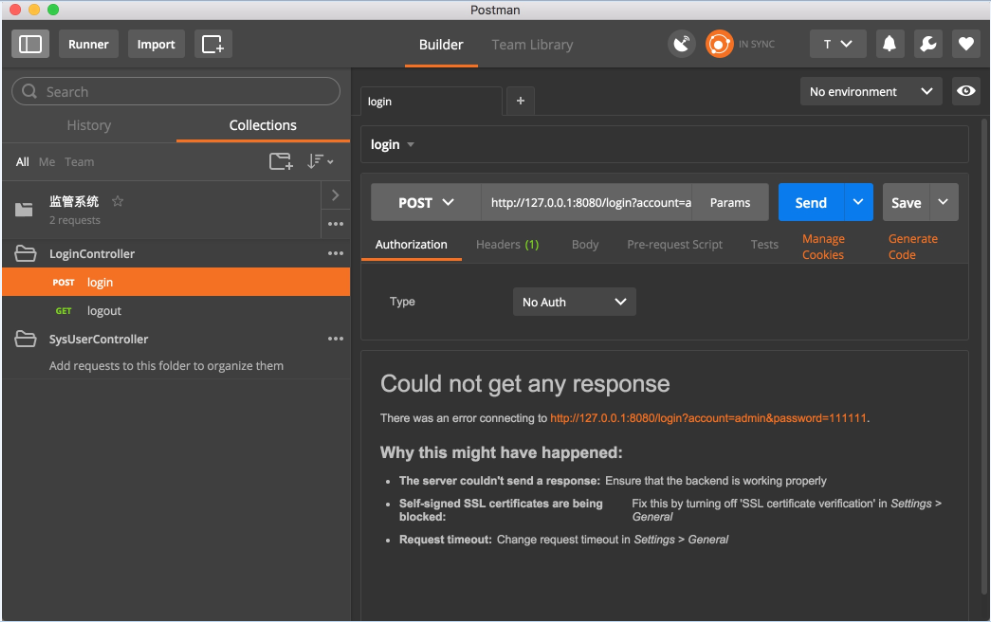 Postman
Runner
Import
Builder
Team Library
IN SYNC
T
Search
History
Collections
All Me Team
监管系统
2 requests
LoginController
POST login
GET logout
SysUserController
Add requests to this folder to organize them
login
+
No environment
login
POST
http://127.0.0.1:8080/login?account=a
Params
Send
Save
Authorization
Headers (1)
Body
Pre-request Script
Tests
Manage
Cookies
Generate
Code
Type
No Auth
Could not get any response
There was an error connecting to http://127.0.0.1:8080/login?account=admin&password=111111.
Why this might have happened:
• The server couldn't send a response: Ensure that the backend is working properly
• Self-signed SSL certificates are being
blocked:
Fix this by turning off 'SSL certificate verification' in Settings >
General
• Request timeout: Change request timeout in Settings > General